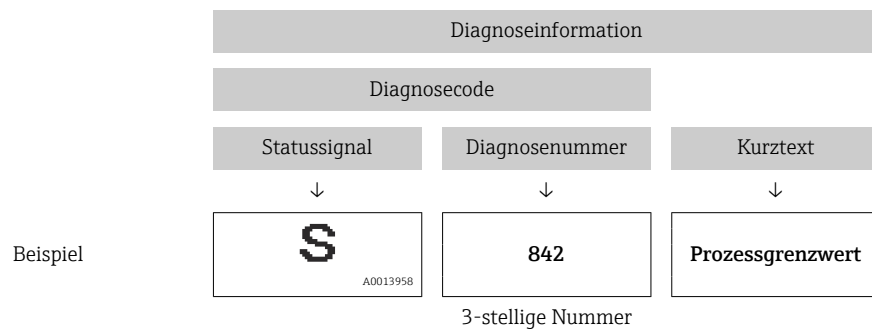 Diagnoseinformation
Diagnosecode
Statussignal Diagnosenummer Kurztext
↓ ↓ ↓
Beispiel S 842 Prozessgrenzwert
A0013958
3-stellige Nummer